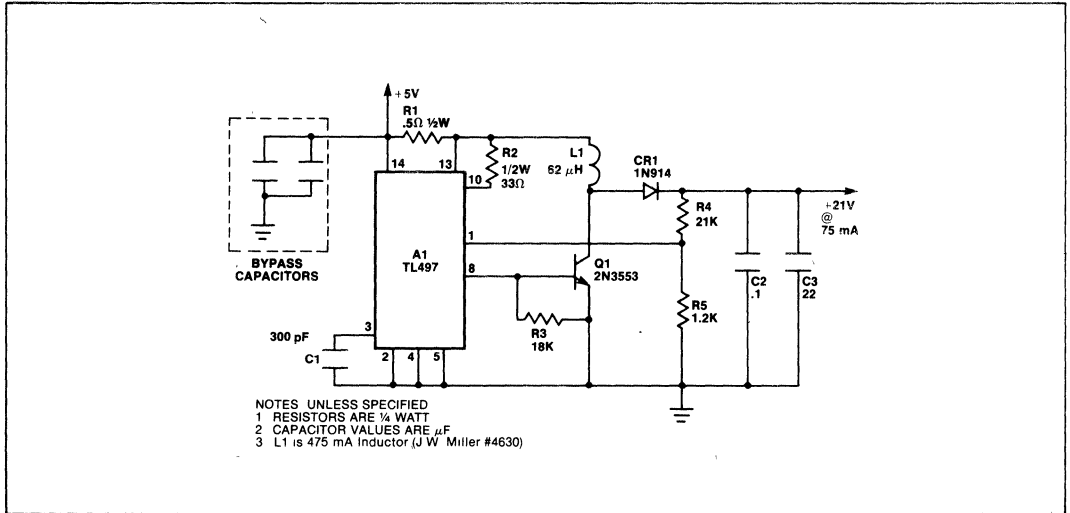 +5V
R1
.5Ω ½W
14
13
R2
1/2W
33Ω
10
L1
62 μH
CR1
1N914
R4
21K
+21V
@
75 mA
1
A1
TL497
8
Q1
2N3553
BYPASS
CAPACITORS
C2
.1
C3
22
R5
1.2K
R3
18K
3
300 pF
C1
2
4
5
NOTES UNLESS SPECIFIED
1 RESISTORS ARE ¼ WATT
2 CAPACITOR VALUES ARE μF
3 L1 is 475 mA Inductor (J W Miller #4630)